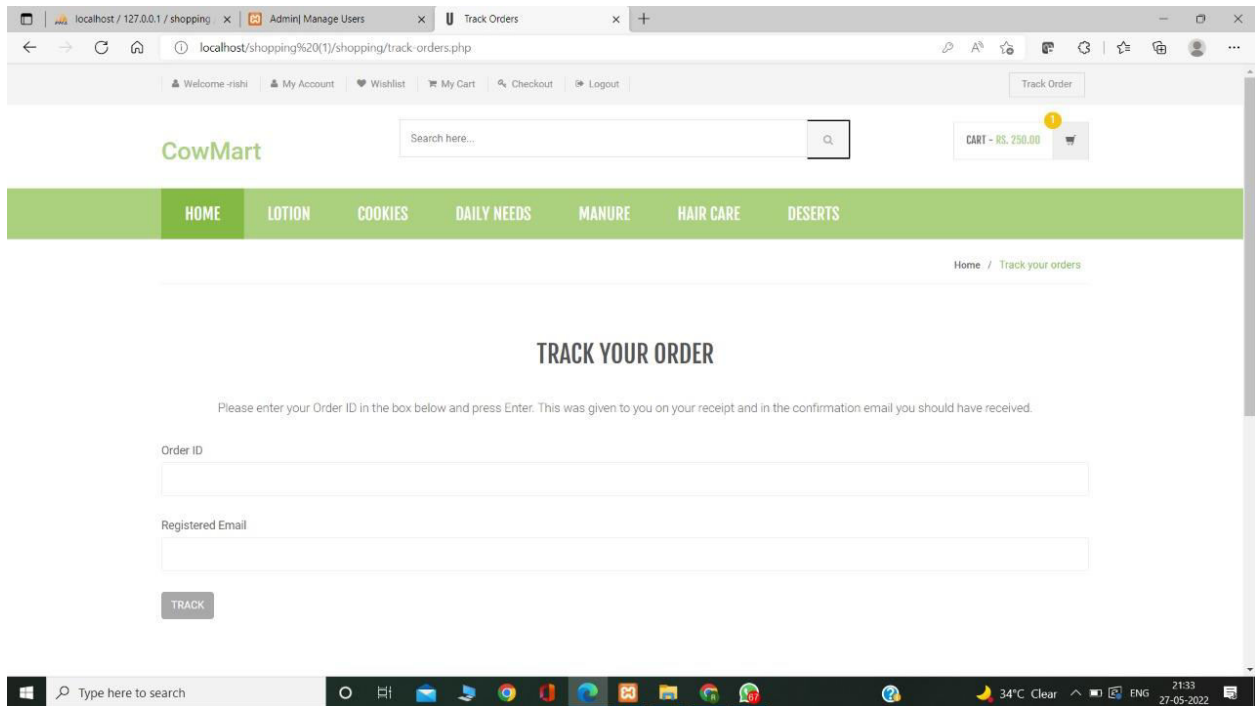 localhost / 127.0.0.1 / shopping
Admin| Manage Users
Track Orders
localhost/shopping%20(1)/shopping/track-orders.php
Welcome -rishi My Account Wishlist My Cart Checkout Logout Track Order
CowMart
Search here...
CART - RS. 250.00
1
HOME LOTION COOKIES DAILY NEEDS MANURE HAIR CARE DESERTS
Home / Track your orders
TRACK YOUR ORDER
Please enter your Order ID in the box below and press Enter. This was given to you on your receipt and in the confirmation email you should have received.
Order ID
Registered Email
TRACK
Type here to search
34°C Clear ENG
21:33
27-05-2022